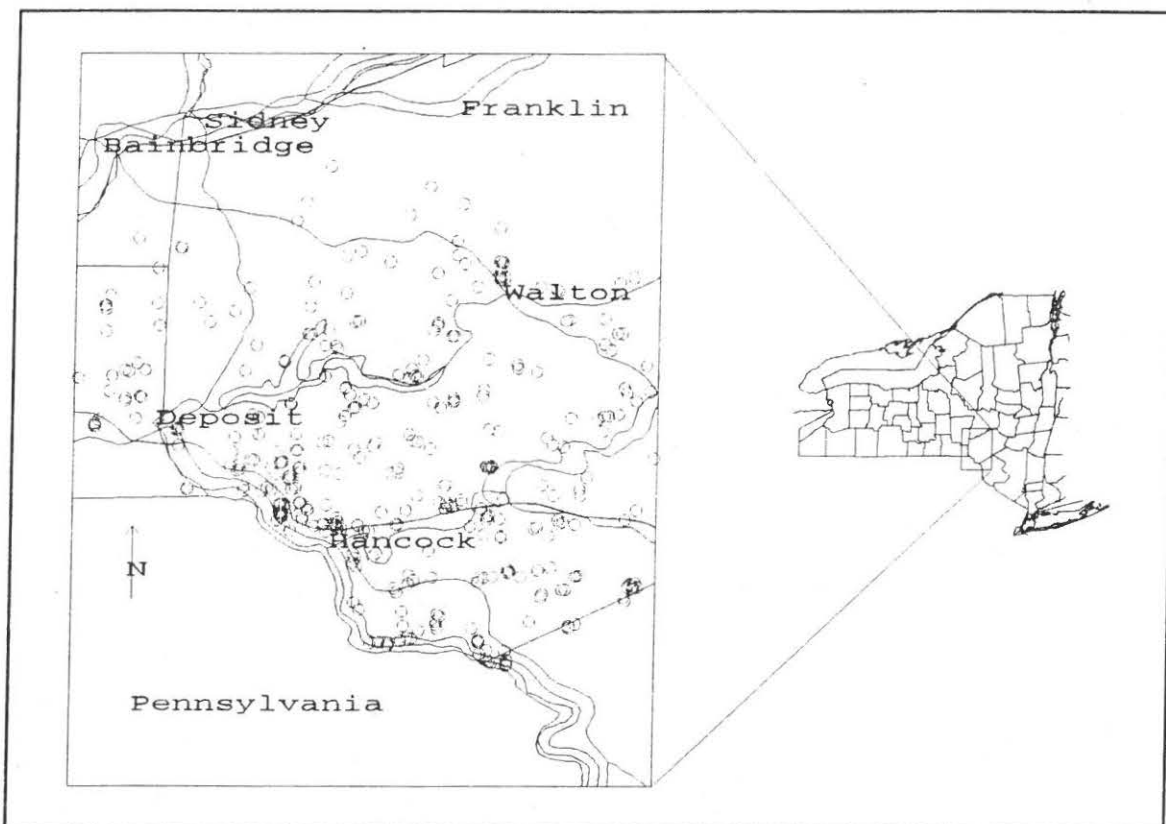 Franklin
Sidney
Bainbridge
Walton
Deposit
Hancock
N
Pennsylvania